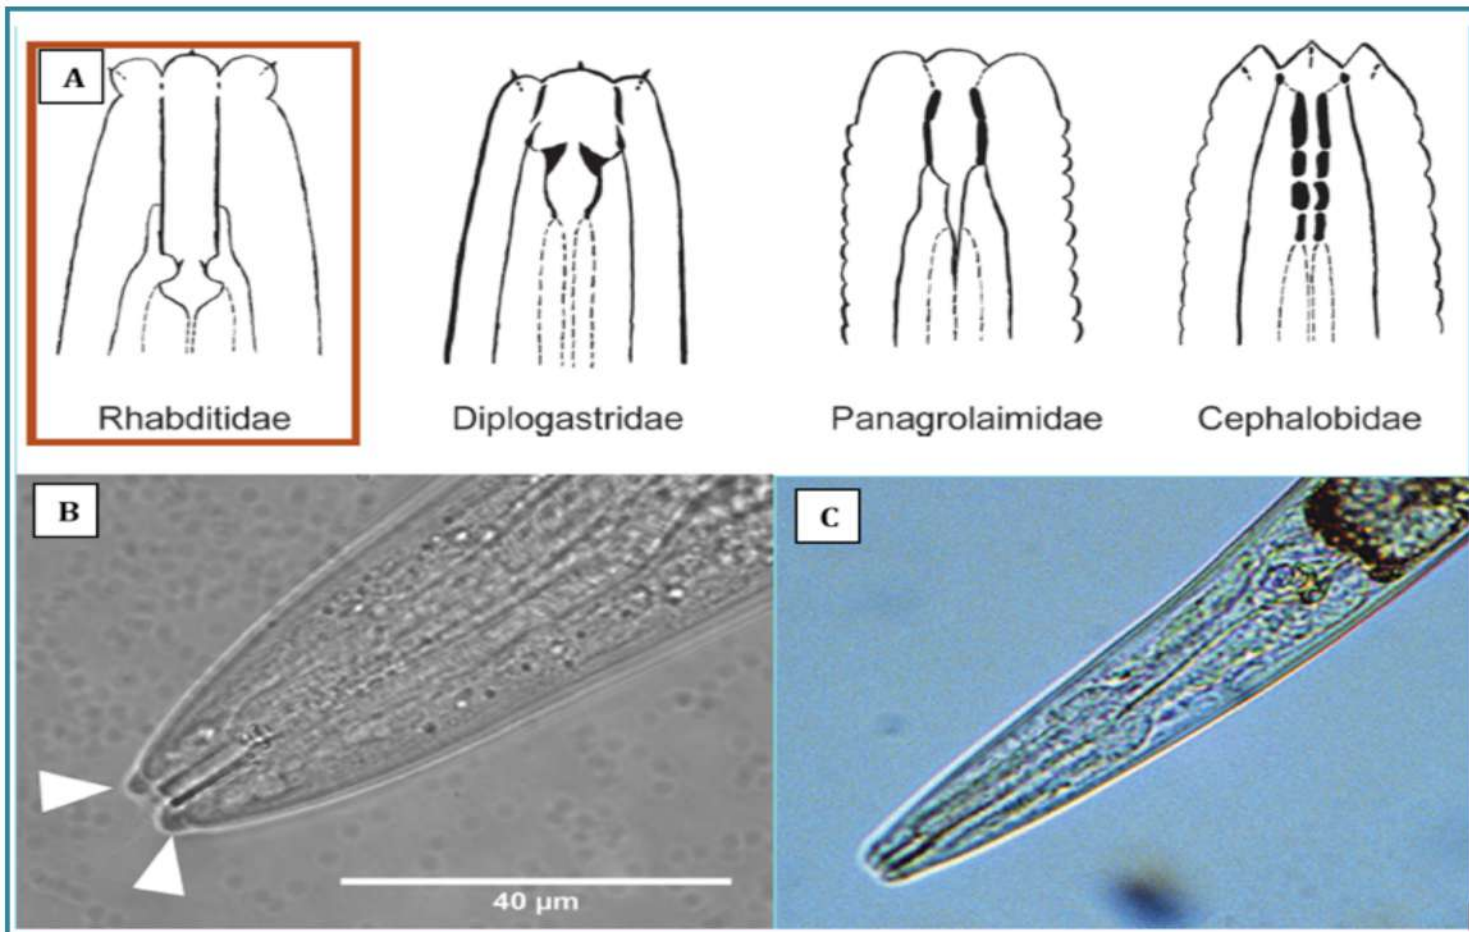 A
Rhabditidae
Diplogastridae
Panagrolaimidae
Cephalobidae
B
C
40 µm